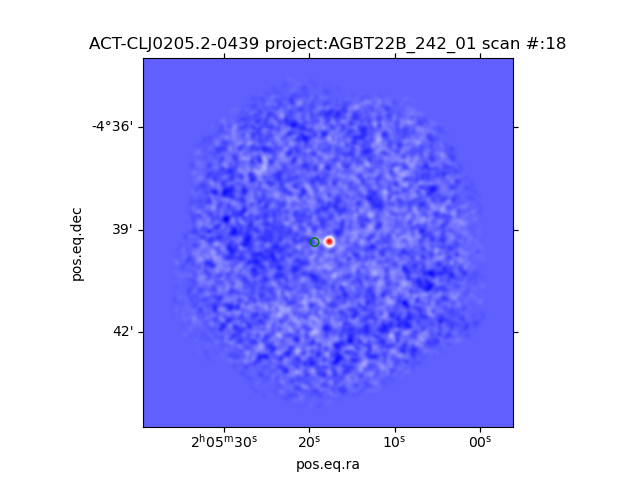 ACT-CLJ0205.2-0439 project:AGBT22B_242_01 scan #:18
-4°36'
39'
42'
pos.eq.dec
2ʰ05ᵐ30ˢ 20ˢ 10ˢ 00ˢ
pos.eq.ra